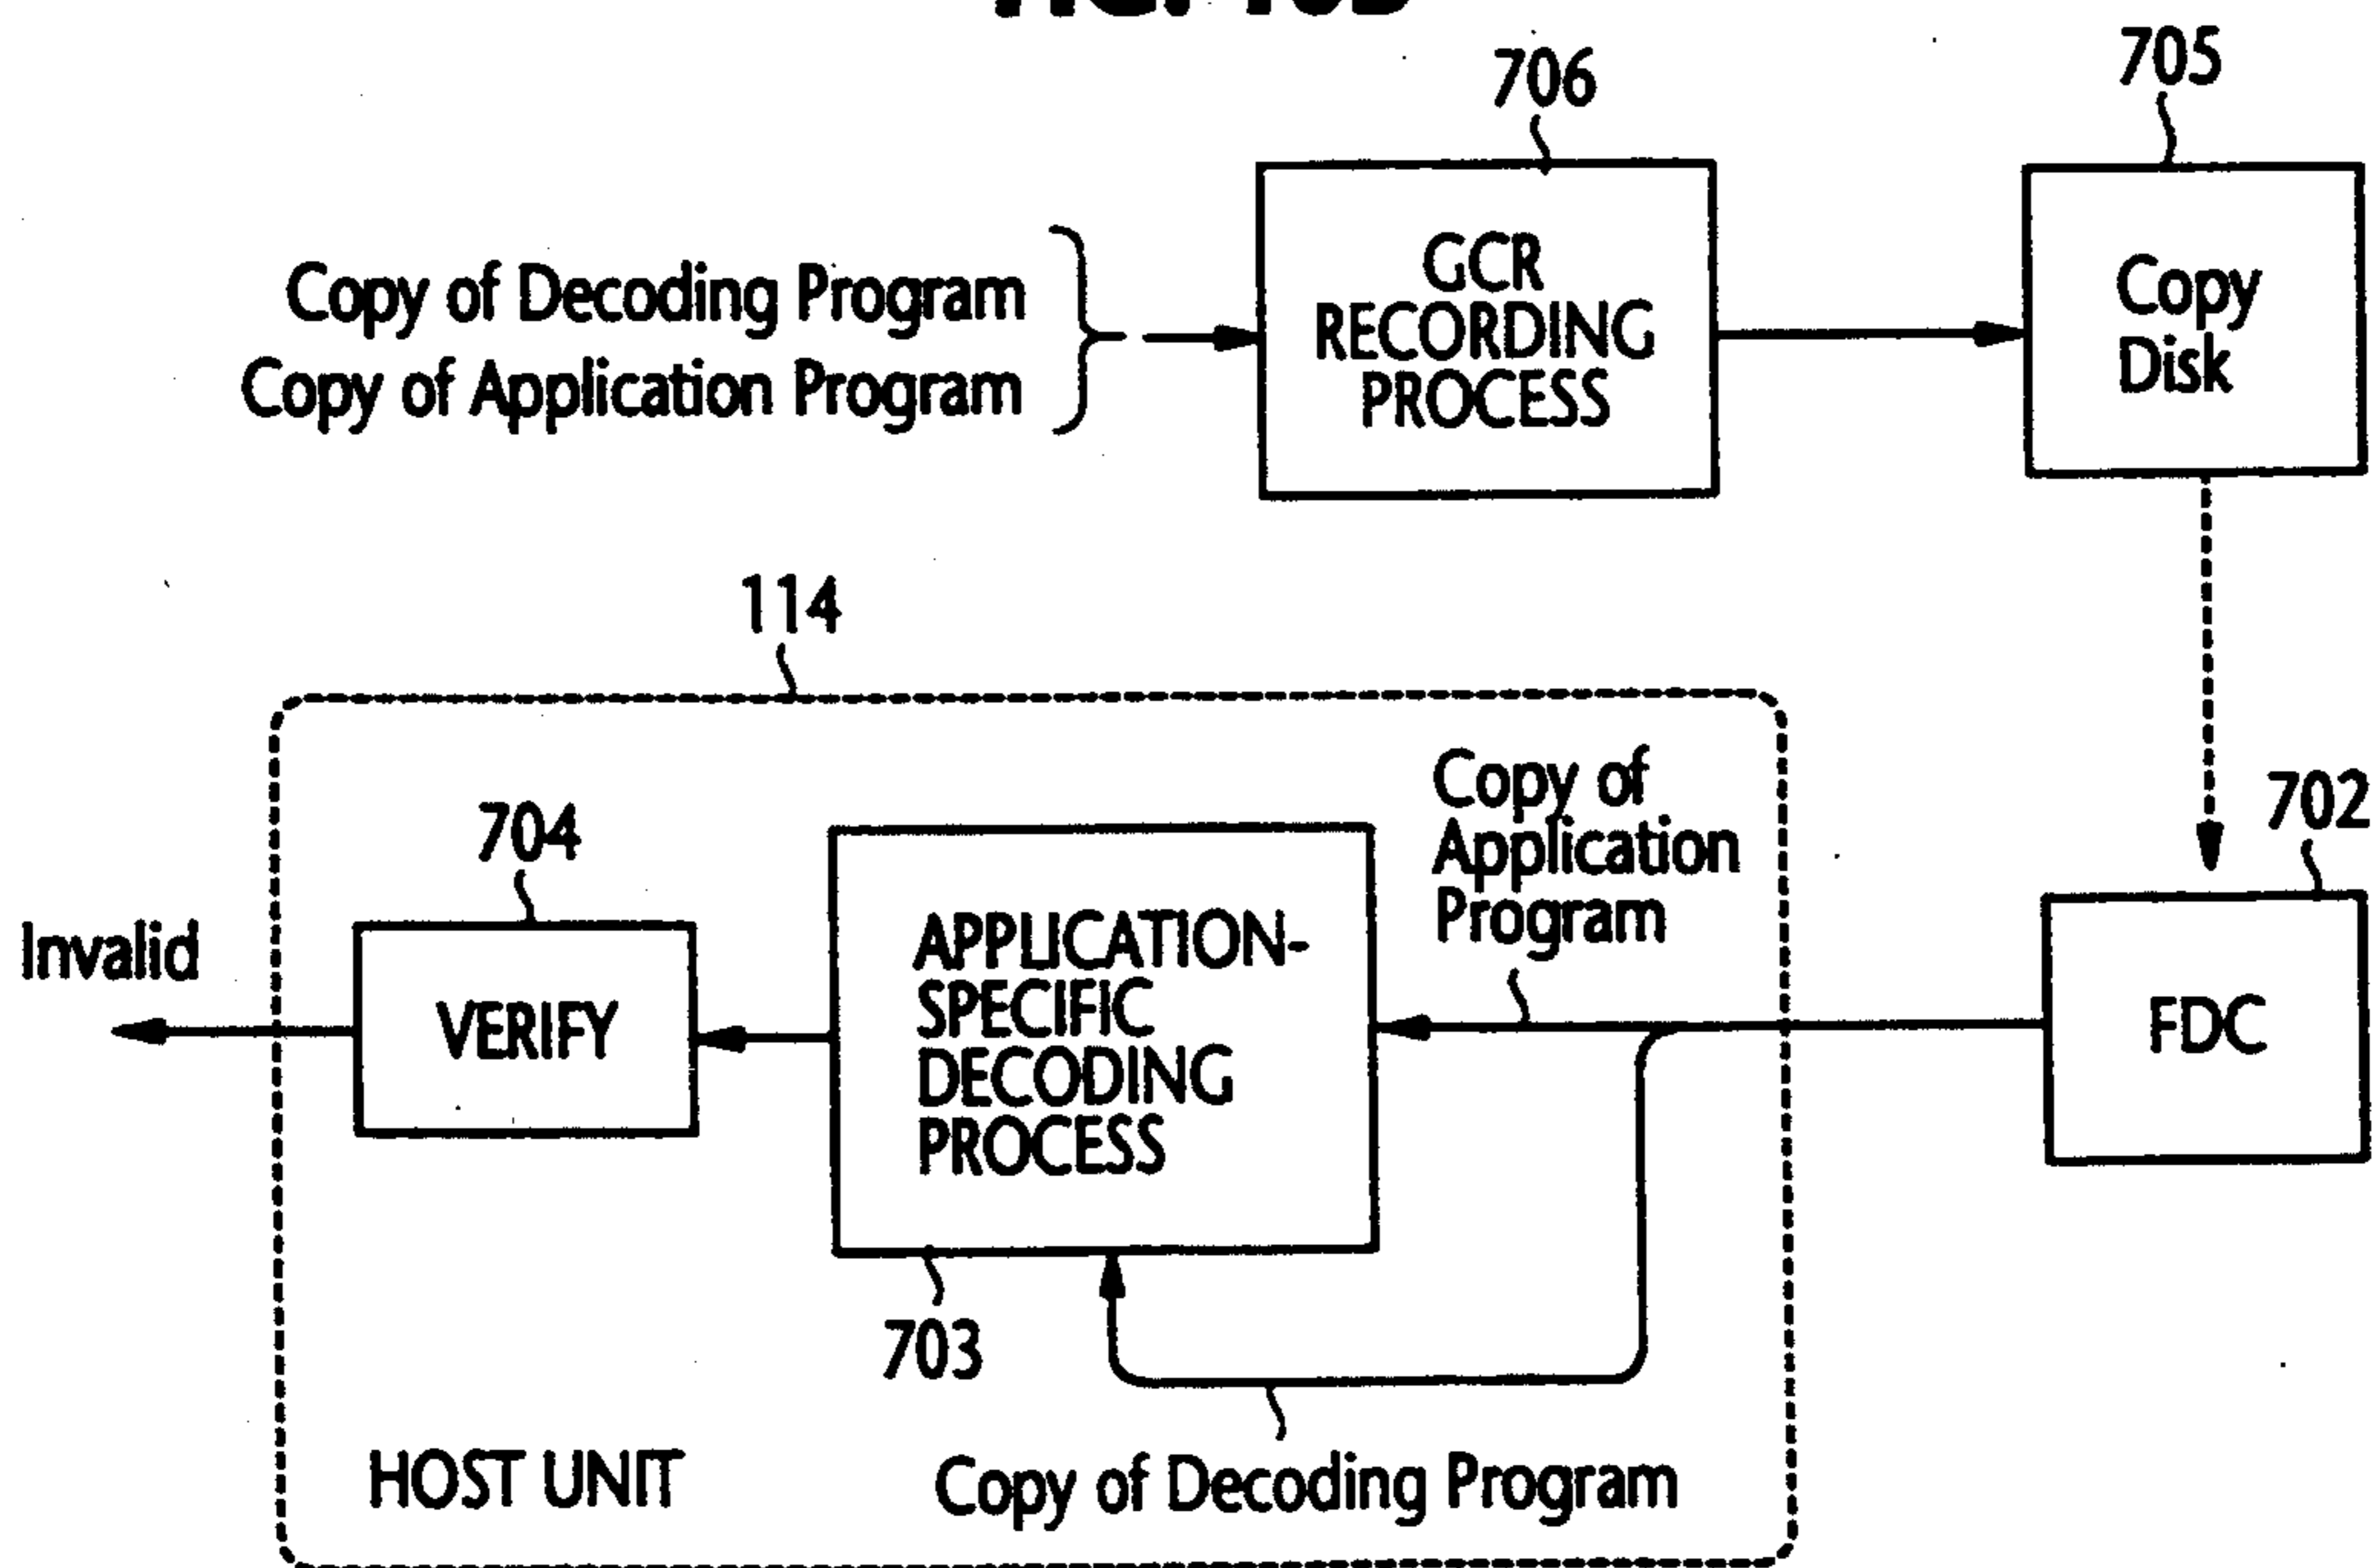 706
705
Copy of Decoding Program
Copy of Application Program
GCR
RECORDING
PROCESS
Copy
Disk
114
Copy of
Application
Program
702
704
Invalid
VERIFY
APPLICATION-
SPECIFIC
DECODING
PROCESS
FDC
703
HOST UNIT
Copy of Decoding Program